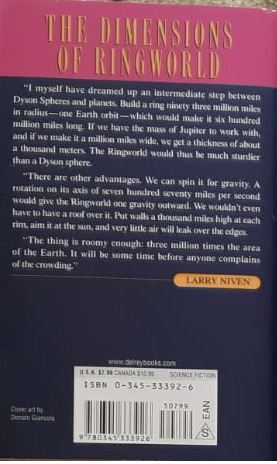 THE DIMENSIONS
OF RINGWORLD
"I myself have dreamed up an intermediate step between
Dyson Spheres and planets. Build a ring ninety three million miles
in radius—one Earth orbit—which would make it six hundred
million miles long. If we have the mass of Jupiter to work with,
and if we make it a million miles wide, we get a thickness of about
a thousand meters. The Ringworld would thus be much sturdier
than a Dyson sphere.
"There are other advantages. We can spin it for gravity. A
rotation on its axis of seven hundred seventy miles per second
would give the Ringworld one gravity outward. We wouldn't even
have to have a roof over it. Put walls a thousand miles high at each
rim, aim it at the sun, and very little air will leak over the edges.
"The thing is roomy enough: three million times the area
of the Earth. It will be some time before anyone complains
of the crowding."
LARRY NIVEN
www.delreybooks.com
U.S.A. $7.99 CANADA $10.99 SCIENCE FICTION
ISBN 0-345-33392-6
50799
EAN
S
9 780345 333926
Cover art by
Donato Giancola